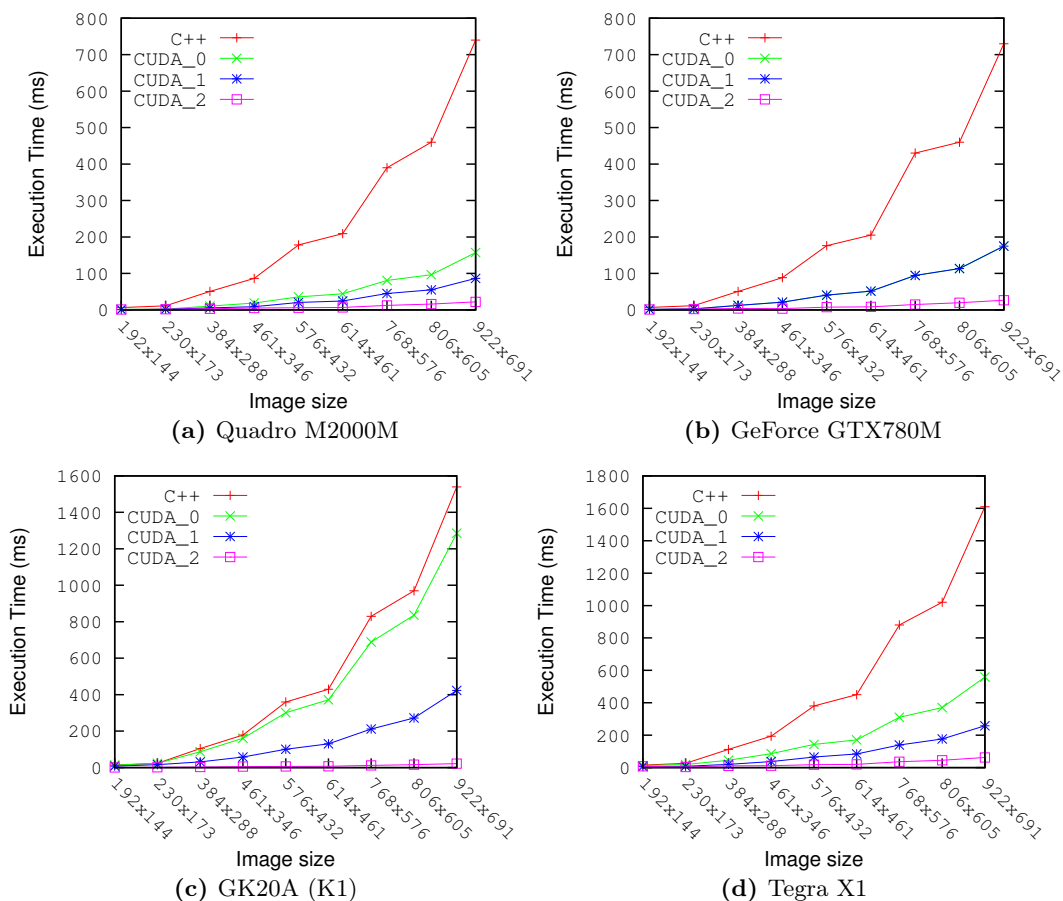 800
700
600
500
400
300
200
100
0
C++
CUDA_0
CUDA_1
CUDA_2
Execution Time (ms)
192x144
230x173
384x288
461x346
576x432
614x461
768x576
806x605
922x691
Image size
(a) Quadro M2000M
800
700
600
500
400
300
200
100
0
C++
CUDA_0
CUDA_1
CUDA_2
Execution Time (ms)
192x144
230x173
384x288
461x346
576x432
614x461
768x576
806x605
922x691
Image size
(b) GeForce GTX780M
1600
1400
1200
1000
800
600
400
200
0
C++
CUDA_0
CUDA_1
CUDA_2
Execution Time (ms)
192x144
230x173
384x288
461x346
576x432
614x461
768x576
806x605
922x691
Image size
(c) GK20A (K1)
1800
1600
1400
1200
1000
800
600
400
200
0
C++
CUDA_0
CUDA_1
CUDA_2
Execution Time (ms)
192x144
230x173
384x288
461x346
576x432
614x461
768x576
806x605
922x691
Image size
(d) Tegra X1